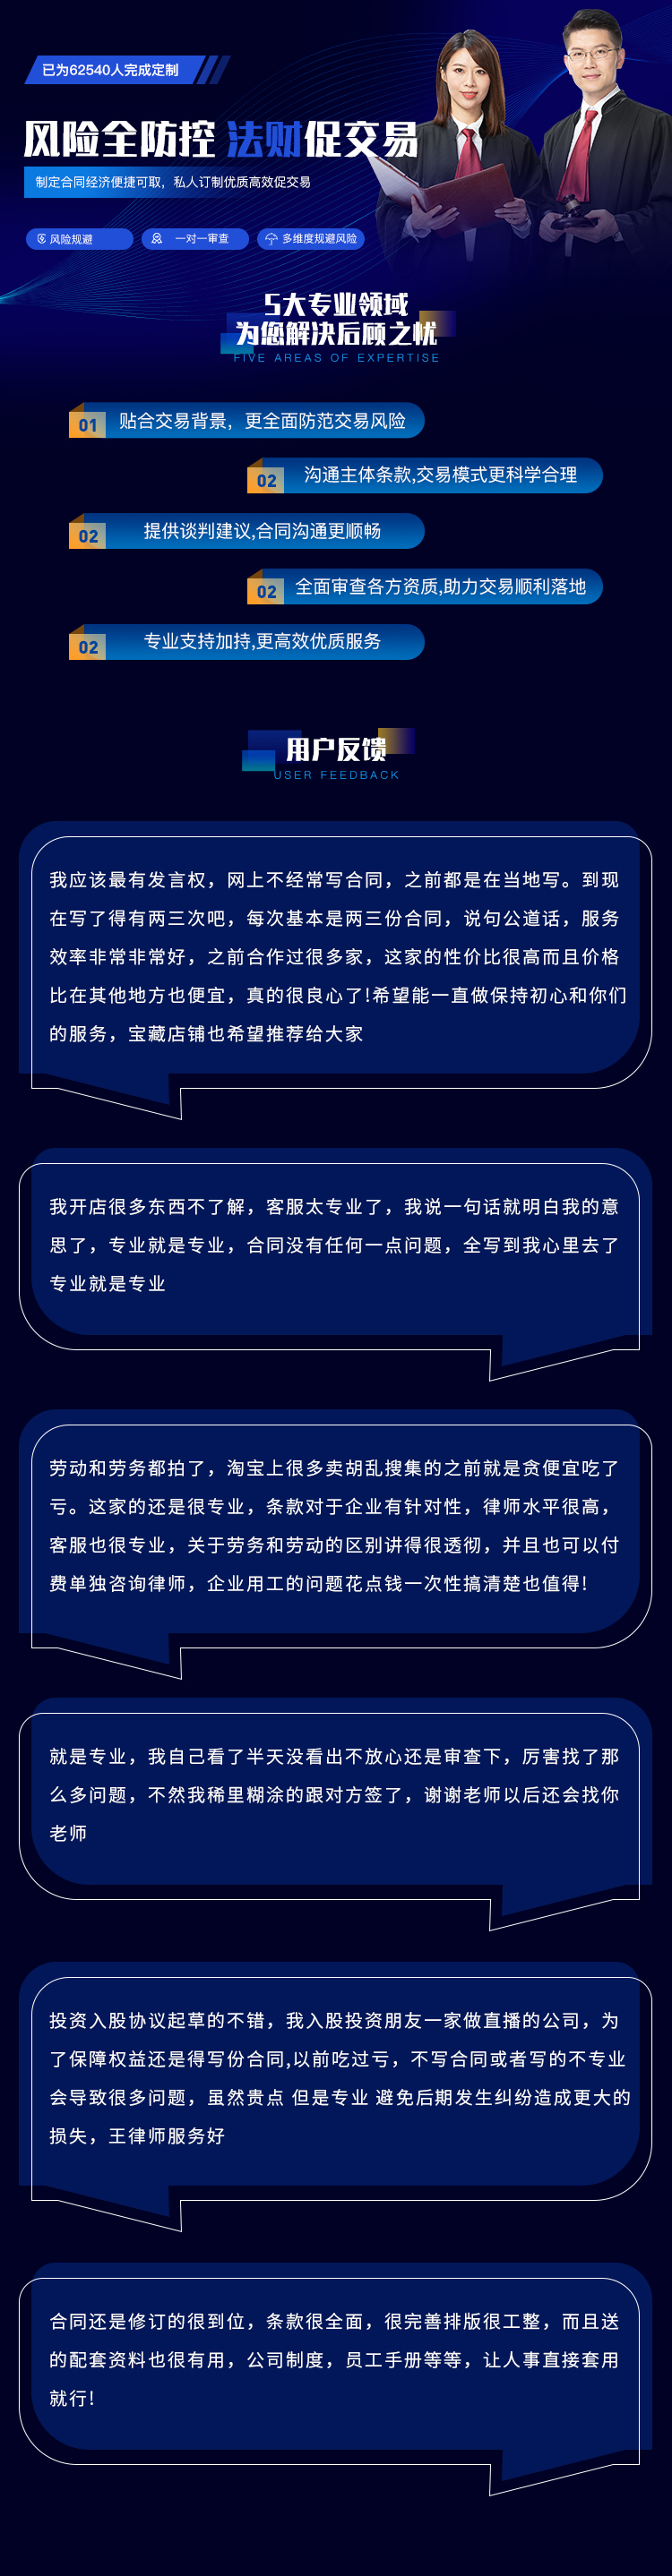 已为62540人完成定制
风险全防控 法财促交易
制定合同经济便捷可取，私人订制优质高效促交易
风险规避
一对一审查
多维度规避风险
5大专业领域
为您解决后顾之忧
FIVE AREAS OF EXPERTISE
01 贴合交易背景，更全面防范交易风险
02 沟通主体条款,交易模式更科学合理
02 提供谈判建议,合同沟通更顺畅
02 全面审查各方资质,助力交易顺利落地
02 专业支持加持,更高效优质服务
用户反馈
USER FEEDBACK
我应该最有发言权，网上不经常写合同，之前都是在当地写。到现
在写了得有两三次吧，每次基本是两三份合同，说句公道话，服务
效率非常非常好，之前合作过很多家，这家的性价比很高而且价格
比在其他地方也便宜，真的很良心了!希望能一直做保持初心和你们
的服务，宝藏店铺也希望推荐给大家
我开店很多东西不了解，客服太专业了，我说一句话就明白我的意
思了，专业就是专业，合同没有任何一点问题，全写到我心里去了
专业就是专业
劳动和劳务都拍了，淘宝上很多卖胡乱搜集的之前就是贪便宜吃了
亏。这家的还是很专业，条款对于企业有针对性，律师水平很高，
客服也很专业，关于劳务和劳动的区别讲得很透彻，并且也可以付
费单独咨询律师，企业用工的问题花点钱一次性搞清楚也值得!
就是专业，我自己看了半天没看出不放心还是审查下，厉害找了那
么多问题，不然我稀里糊涂的跟对方签了，谢谢老师以后还会找你
老师
投资入股协议起草的不错，我入股投资朋友一家做直播的公司，为
了保障权益还是得写份合同,以前吃过亏，不写合同或者写的不专业
会导致很多问题，虽然贵点 但是专业 避免后期发生纠纷造成更大的
损失，王律师服务好
合同还是修订的很到位，条款很全面，很完善排版很工整，而且送
的配套资料也很有用，公司制度，员工手册等等，让人事直接套用
就行!